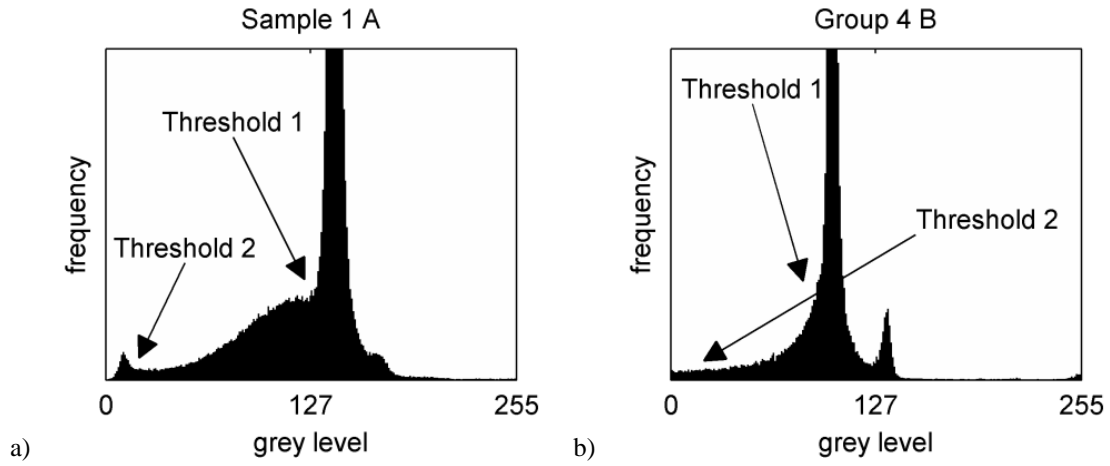 Sample 1 A
Threshold 1
Threshold 2
frequency
0 127 255
grey level
a)
Group 4 B
Threshold 1
Threshold 2
frequency
0 127 255
grey level
b)